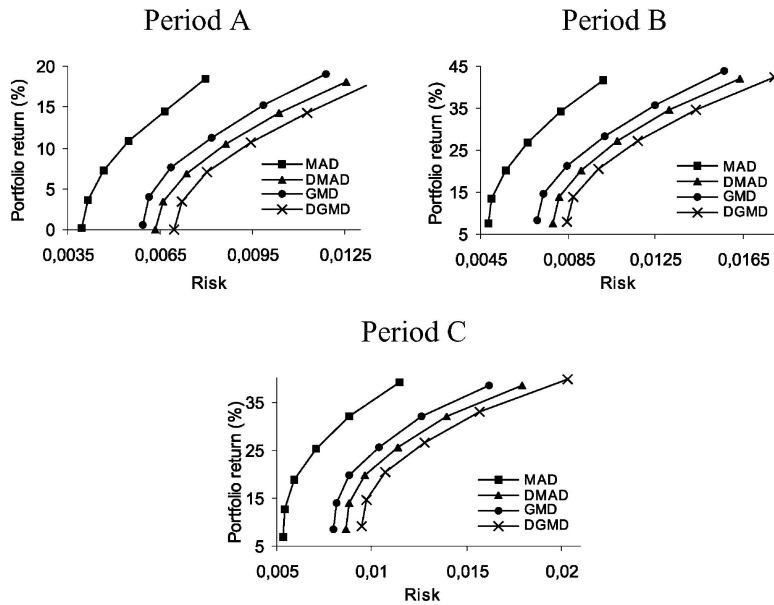 Period A
Portfolio return (%)
20
15
10
5
0
0,0035 0,0065 0,0095 0,0125
Risk
MAD
DMAD
GMD
DGMD
Period B
Portfolio return (%)
45
35
25
15
5
0,0045 0,0085 0,0125 0,0165
Risk
MAD
DMAD
GMD
DGMD
Period C
Portfolio return (%)
35
25
15
5
0,005 0,01 0,015 0,02
Risk
MAD
DMAD
GMD
DGMD